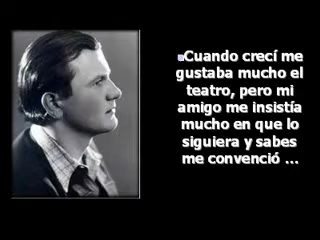 Cuando crecí me
gustaba mucho el
teatro, pero mi
amigo me insistía
mucho en que lo
siguiera y sabes
me convenció ...